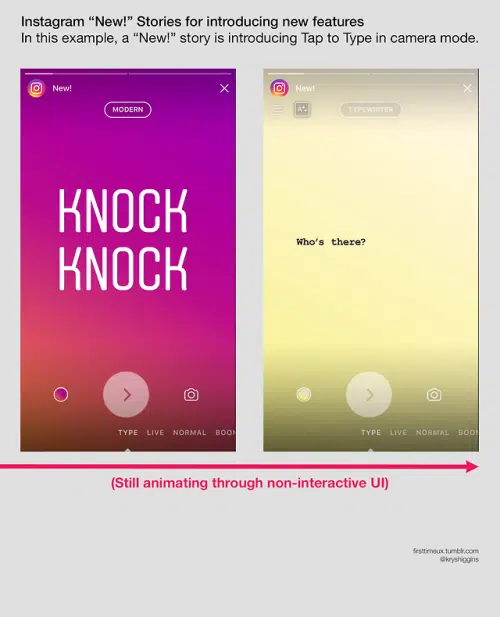 Instagram “New!” Stories for introducing new features
In this example, a “New!” story is introducing Tap to Type in camera mode.
New!
MODERN
KNOCK
KNOCK
TYPE LIVE NORMAL BOOM
New!
A
TYPEWRITER
Who's there?
TYPE LIVE NORMAL BOOM
(Still animating through non-interactive UI)
firsttimeux.tumblr.com
@kryshiggins